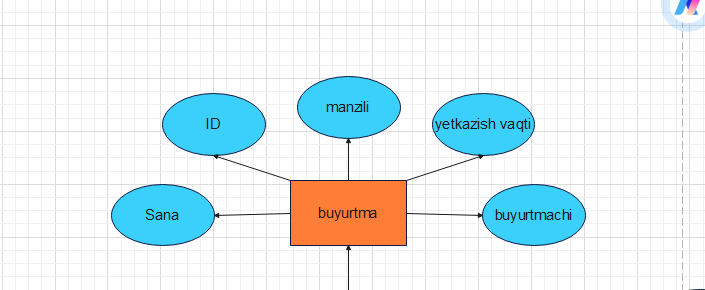 manzili
ID
yetkazish vaqti
Sana
buyurtma
buyurtmachi